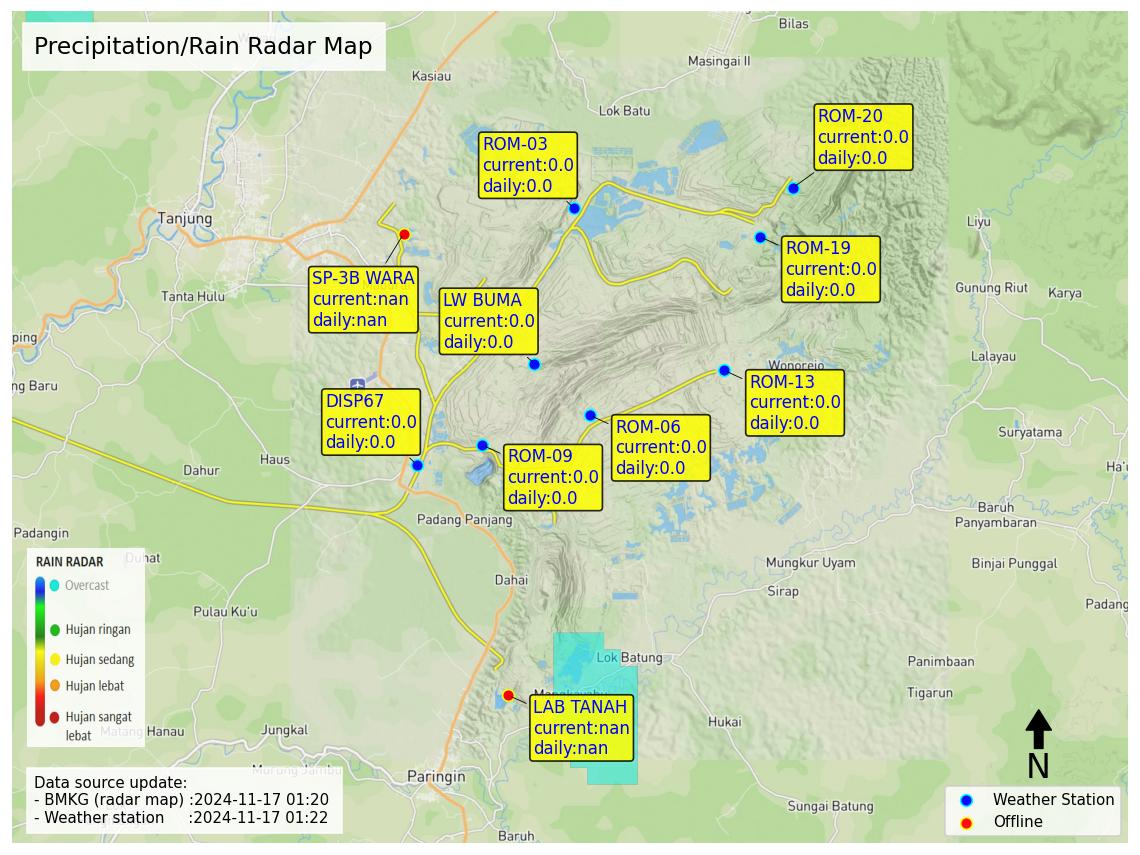 Precipitation/Rain Radar Map
Bilas
Masingai II
Kasiau
Lok Batu
ROM-20
current:0.0
daily:0.0
ROM-03
current:0.0
daily:0.0
Tanjung
Liyu
ROM-19
current:0.0
daily:0.0
SP-3B WARA
current:nan
daily:nan
Tanta Hulu
LW BUMA
current:0.0
daily:0.0
Gunung Riut
Karya
ping
Lalayau
Wonorejo
ng Baru
ROM-13
current:0.0
daily:0.0
DISP67
current:0.0
daily:0.0
ROM-06
current:0.0
daily:0.0
Suryatama
ROM-09
current:0.0
daily:0.0
Haus
Dahur
Ha'u
Baruh
Panyambaran
Padang Panjang
Padangin
Duhat
Mungkur Uyam
Binjai Punggal
Dahai
Sirap
Padang
Pulau Ku'u
RAIN RADAR
Overcast
Hujan ringan
Hujan sedang
Hujan lebat
Hujan sangat
lebat
Lok Batung
Panimbaan
Tigarun
LAB TANAH
current:nan
daily:nan
Hukai
Hanau
Jungkal
Paringin
N
Data source update:
- BMKG (radar map) :2024-11-17 01:20
- Weather station :2024-11-17 01:22
Sungai Batung
Baruh
Weather Station
Offline